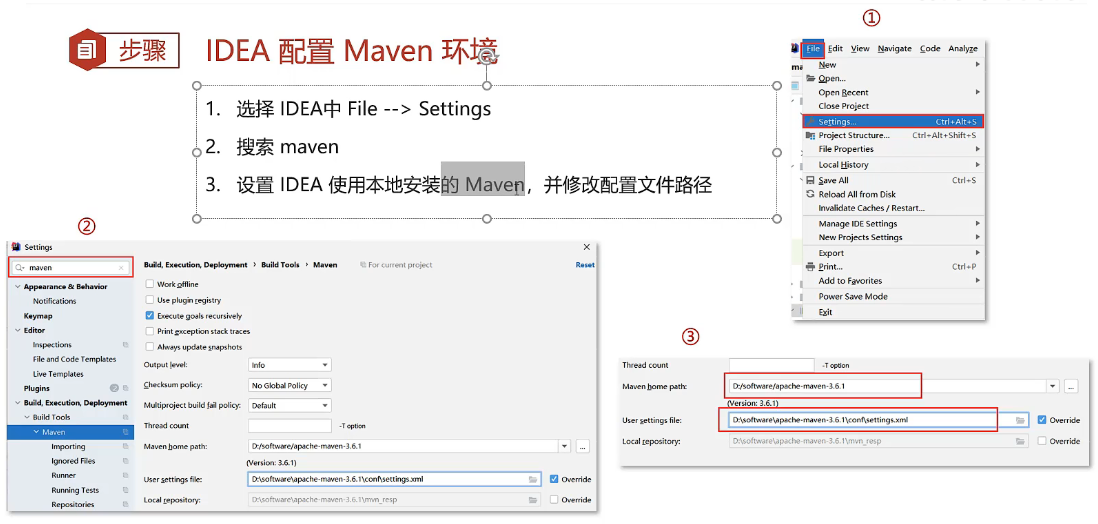 步骤
IDEA 配置 Maven 环境
1. 选择 IDEA中 File --> Settings
2. 搜索 maven
3. 设置 IDEA 使用本地安装的 Maven，并修改配置文件路径
①
File Edit View Navigate Code Analyze
New
Open...
Open Recent
Close Project
Settings... Ctrl+Alt+S
Project Structure... Ctrl+Alt+Shift+S
File Properties
Local History
Save All Ctrl+S
Reload All from Disk
Invalidate Caches / Restart...
Manage IDE Settings
New Projects Settings
Export
Print... Ctrl+P
Add to Favorites
Power Save Mode
Exit
②
Settings
maven
Appearance & Behavior
Notifications
Keymap
Editor
Inspections
File and Code Templates
Live Templates
Plugins
Build, Execution, Deployment
Build Tools
Maven
Importing
Ignored Files
Runner
Running Tests
Repositories
Build, Execution, Deployment > Build Tools > Maven For current project Reset
Work offline
Use plugin registry
Execute goals recursively
Print exception stack traces
Always update snapshots
Output level: Info
Checksum policy: No Global Policy
Multiproject build fail policy: Default
Thread count -T option
Maven home path: D:/software/apache-maven-3.6.1 ...
(Version: 3.6.1)
User settings file: D:\software\apache-maven-3.6.1\conf\settings.xml Override
Local repository: D:\software\apache-maven-3.6.1\mvn_resp Override
③
Thread count -T option
Maven home path: D:/software/apache-maven-3.6.1 ...
(Version: 3.6.1)
User settings file: D:\software\apache-maven-3.6.1\conf\settings.xml Override
Local repository: D:\software\apache-maven-3.6.1\mvn_resp Override